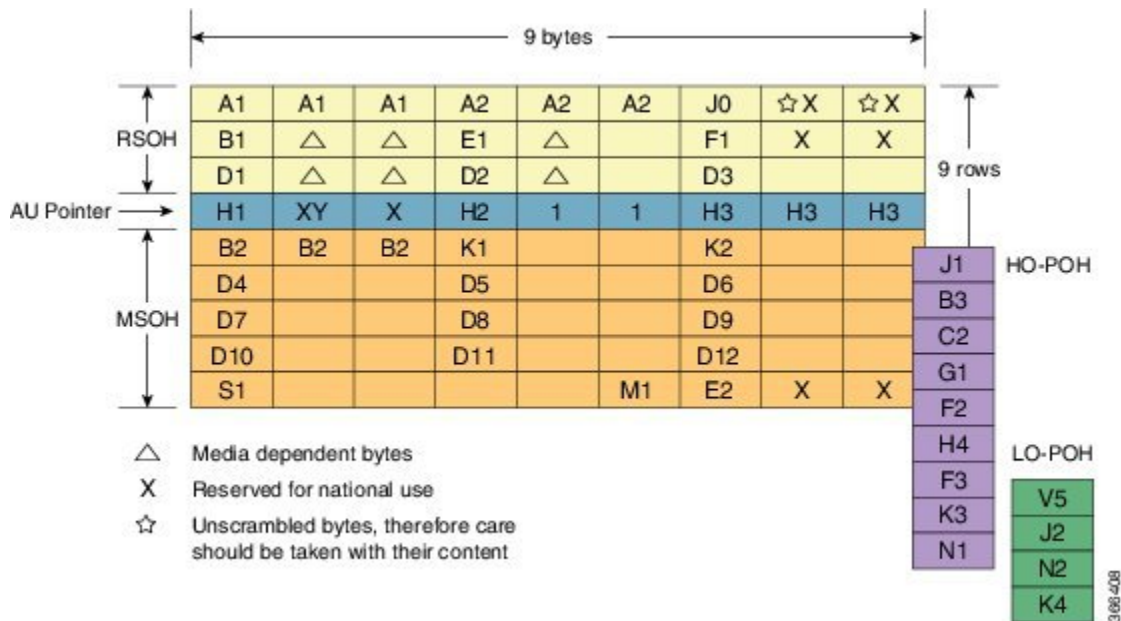 9 bytes
A1 A1 A1 A2 A2 A2 J0 ☆ X ☆ X
RSOH B1 △ △ E1 △ F1 X X
D1 △ △ D2 △ D3 9 rows
AU Pointer H1 XY X H2 1 1 H3 H3 H3
B2 B2 B2 K1 K2
J1 HO-POH
D4 D5 D6
B3
MSOH D7 D8 D9
C2
D10 D11 D12
G1
S1 M1 E2 X X
F2
△ Media dependent bytes
H4
LO-POH
X Reserved for national use
F3
V5
☆ Unscrambled bytes, therefore care
should be taken with their content
K3
J2
N1
N2
K4
366408